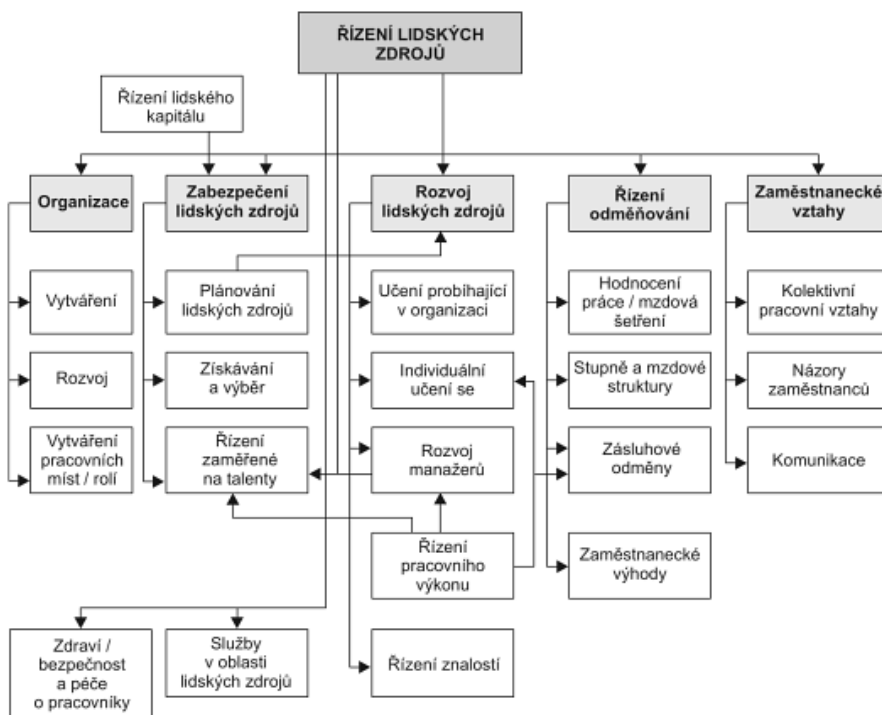 ŘÍZENÍ LIDSKÝCH
ZDROJŮ
Řízení lidského
kapitálu
Organizace
Zabezpečení
lidských zdrojů
Rozvoj
lidských zdrojů
Řízení
odměňování
Zaměstnanecké
vztahy
Vytváření
Plánování
lidských zdrojů
Učení probíhající
v organizaci
Hodnocení
práce / mzdová
šetření
Kolektivní
pracovní vztahy
Rozvoj
Získávání
a výběr
Individuální
učení se
Stupně a mzdové
struktury
Názory
zaměstnanců
Vytváření
pracovních
míst / rolí
Řízení
zaměřené
na talenty
Rozvoj
manažerů
Zásluhové
odměny
Komunikace
Řízení
pracovního
výkonu
Zaměstnanecké
výhody
Zdraví /
bezpečnost
a péče
o pracovníky
Služby
v oblasti
lidských zdrojů
Řízení znalostí